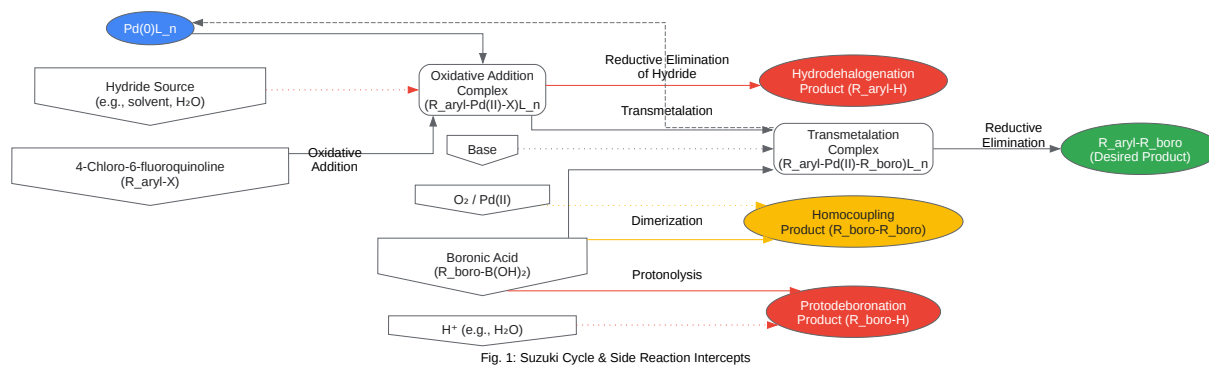 Pd(0)L_n
Hydride Source
(e.g., solvent, H₂O)
4-Chloro-6-fluoroquinoline
(R_aryl-X)
Oxidative
Addition
Oxidative Addition
Complex
(R_aryl-Pd(II)-X)L_n
Reductive Elimination
of Hydride
Hydrodehalogenation
Product (R_aryl-H)
Transmetalation
Base
Transmetalation
Complex
(R_aryl-Pd(II)-R_boro)L_n
Reductive
Elimination
R_aryl-R_boro
(Desired Product)
O₂ / Pd(II)
Dimerization
Homocoupling
Product (R_boro-R_boro)
Boronic Acid
(R_boro-B(OH)₂)
Protonolysis
Protodeboronation
Product (R_boro-H)
H⁺ (e.g., H₂O)
Fig. 1: Suzuki Cycle & Side Reaction Intercepts